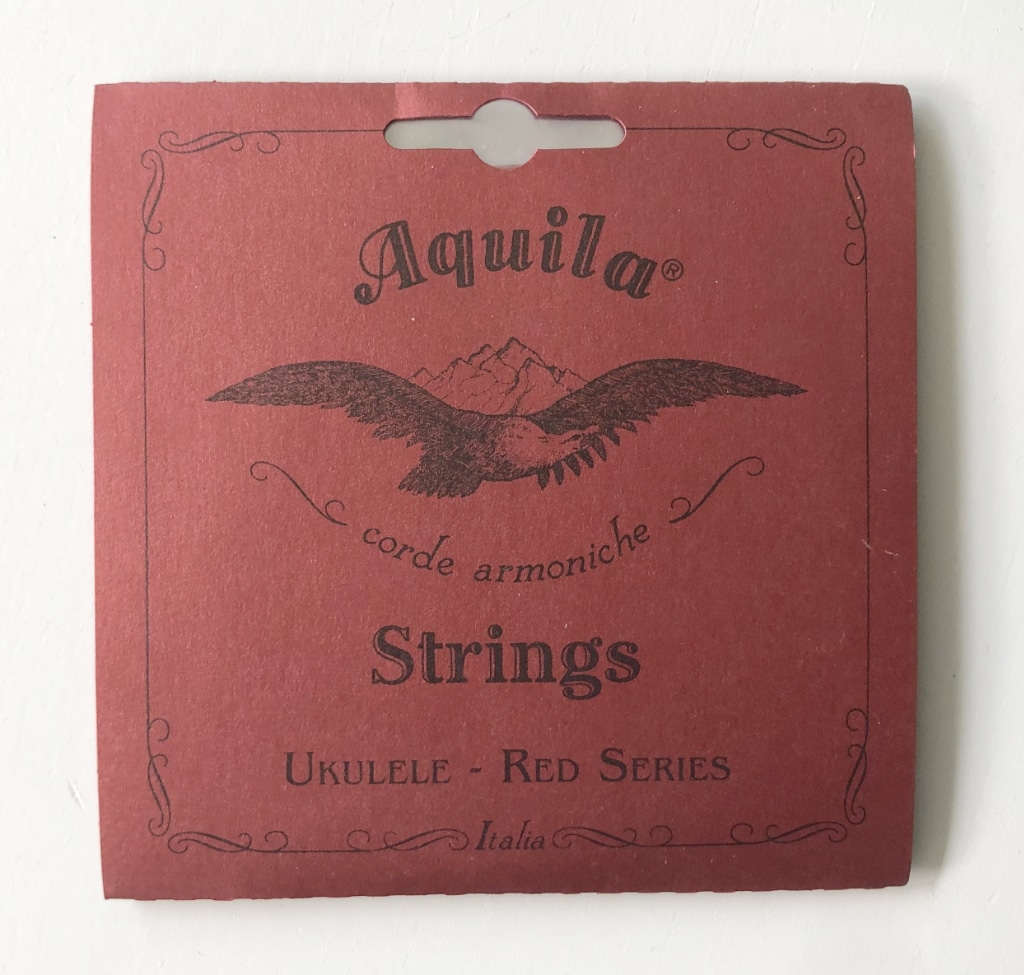 Aquila®
corde armoniche
Strings
UKULELE - RED SERIES
Italia